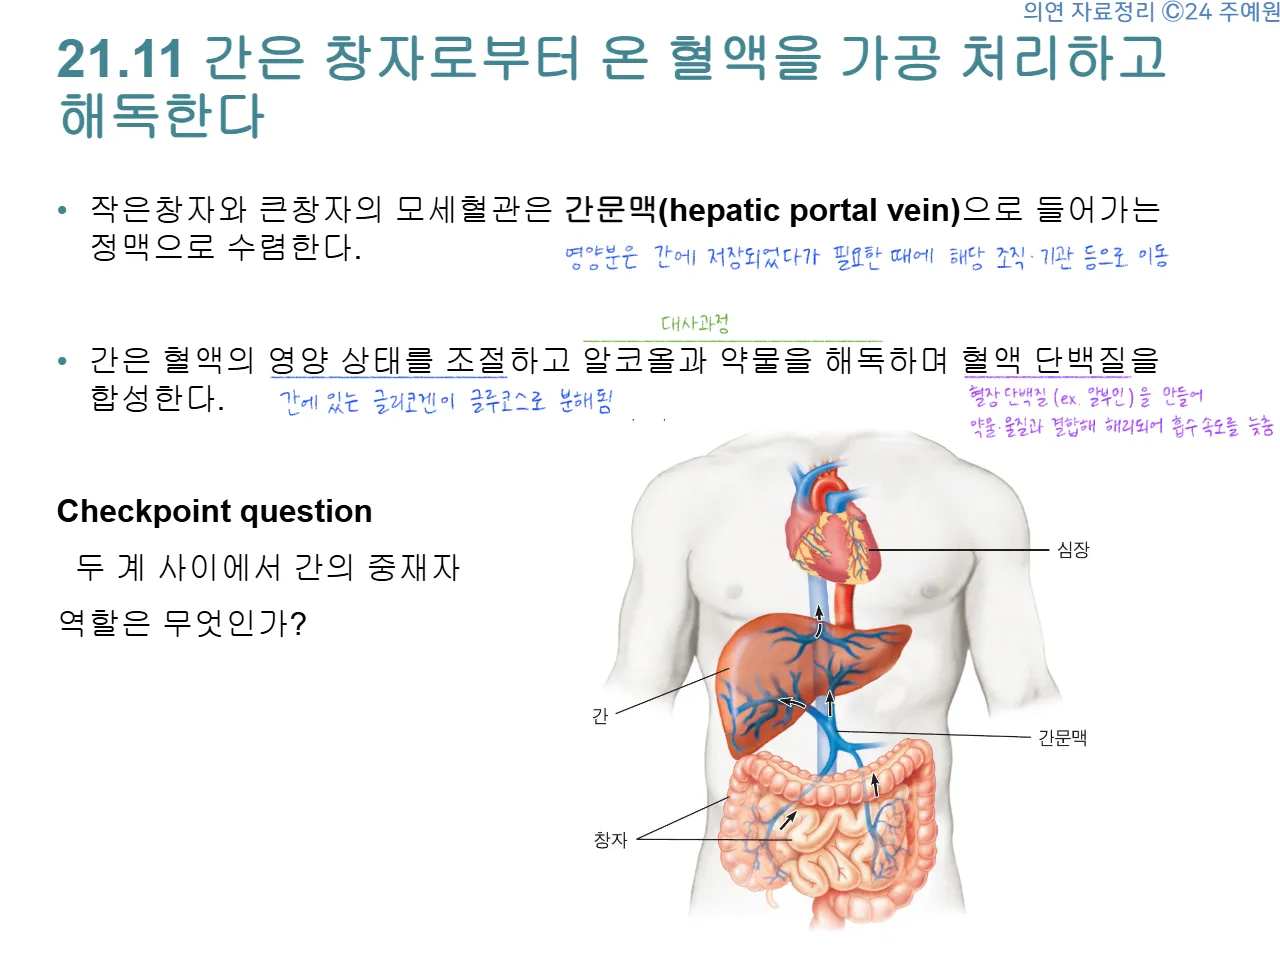 의연 자료정리 ©24 주예원
21.11 간은 창자로부터 온 혈액을 가공 처리하고
해독한다
• 작은창자와 큰창자의 모세혈관은 간문맥(hepatic portal vein)으로 들어가는
정맥으로 수렴한다.
영양분은 간에 저장되었다가 필요한 때에 해당 조직·기관 등으로 이동
대사과정
• 간은 혈액의 영양 상태를 조절하고 알코올과 약물을 해독하며 혈액 단백질을
합성한다.
간에 있는 글리코겐이 글루코스로 분해됨
혈장 단백질 (ex. 알부민)을 만들어
약물·물질과 결합해 해리되어 흡수 속도를 늦춤
Checkpoint question
두 계 사이에서 간의 중재자
역할은 무엇인가?
심장
간
간문맥
창자